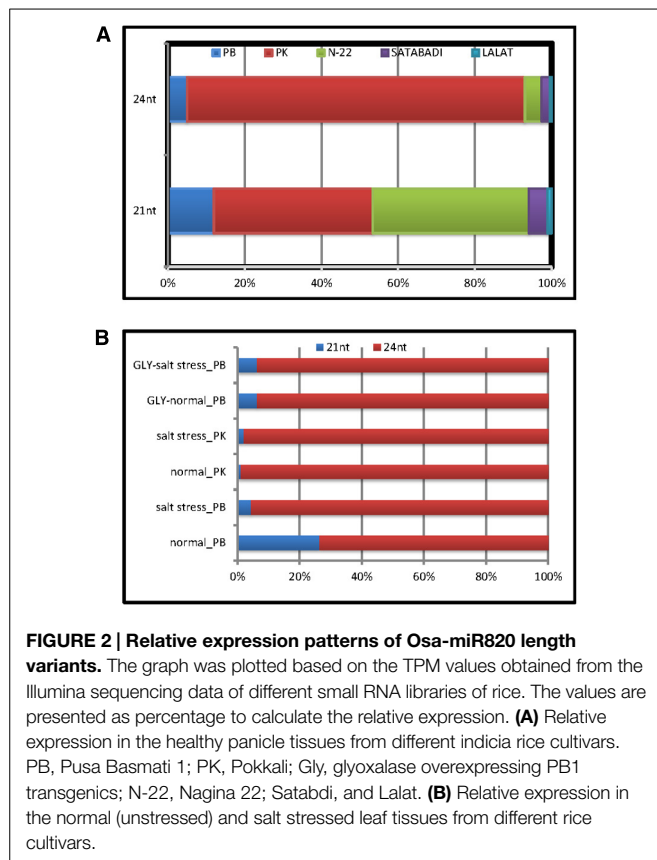 A
PB PK N-22 SATABADI LALAT
24nt
21nt
0% 20% 40% 60% 80% 100%
B
21nt 24nt
GLY-salt stress_PB
GLY-normal_PB
salt stress_PK
normal_PK
salt stress_PB
normal_PB
0% 20% 40% 60% 80% 100%
FIGURE 2 | Relative expression patterns of Osa-miR820 length
variants. The graph was plotted based on the TPM values obtained from the
Illumina sequencing data of different small RNA libraries of rice. The values are
presented as percentage to calculate the relative expression. (A) Relative
expression in the healthy panicle tissues from different indicia rice cultivars.
PB, Pusa Basmati 1; PK, Pokkali; Gly, glyoxalase overexpressing PB1
transgenics; N-22, Nagina 22; Satabdi, and Lalat. (B) Relative expression in
the normal (unstressed) and salt stressed leaf tissues from different rice
cultivars.